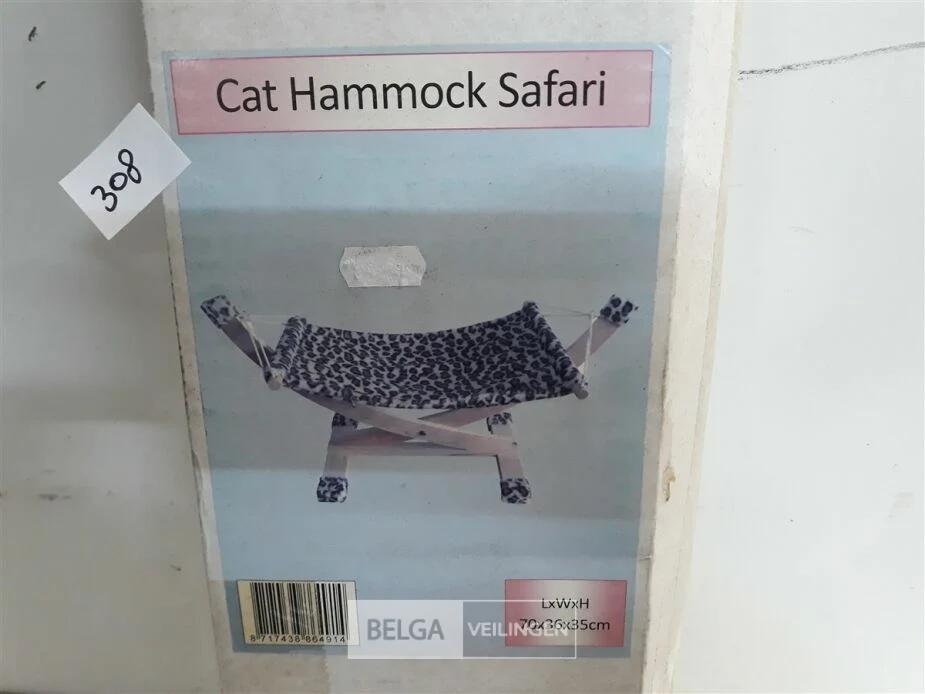 Cat Hammock Safari
308
8 717438 864914
LxWxH
70x36x35cm
BELGA VEILINGEN